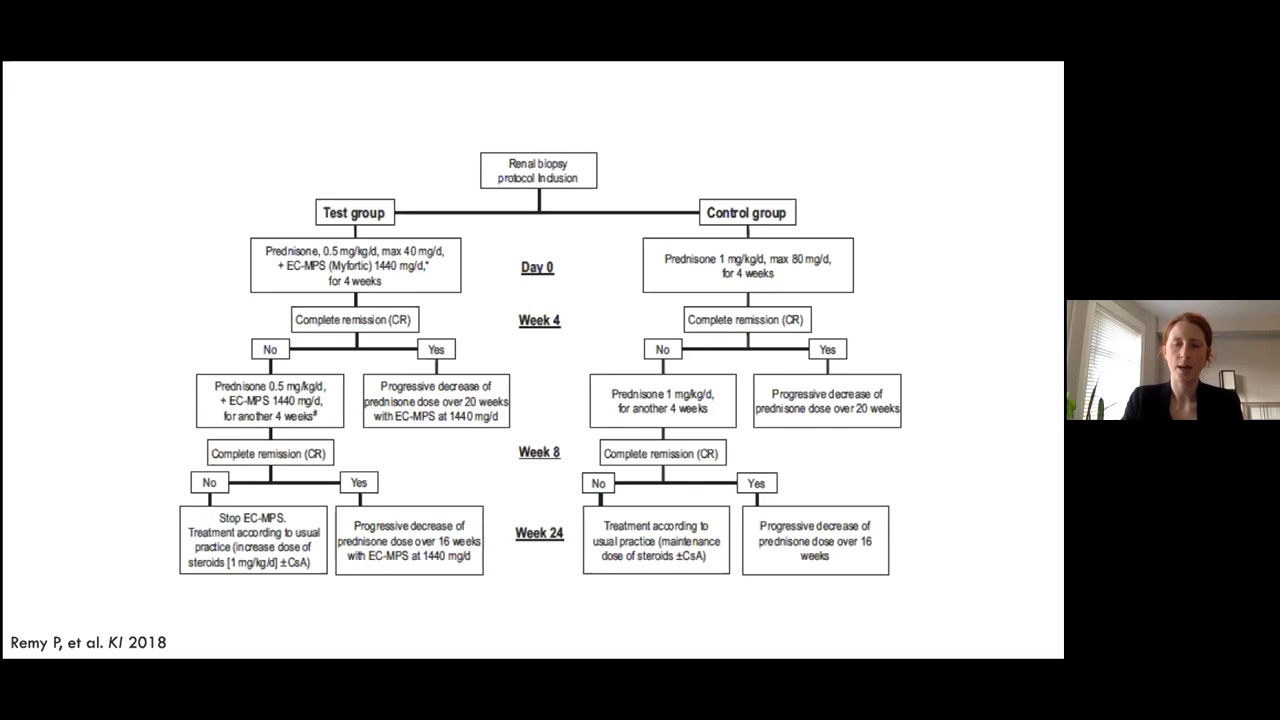 Renal biopsy
protocol Inclusion
Test group
Control group
Prednisone, 0.5 mg/kg/d, max 40 mg/d,
+ EC-MPS (Myfortic) 1440 mg/d,*
for 4 weeks
Day 0
Prednisone 1 mg/kg/d, max 80 mg/d,
for 4 weeks
Complete remission (CR)
Week 4
Complete remission (CR)
No
Yes
No
Yes
Prednisone 0.5 mg/kg/d,
+ EC-MPS 1440 mg/d,
for another 4 weeks#
Progressive decrease of
prednisone dose over 20 weeks
with EC-MPS at 1440 mg/d
Prednisone 1 mg/kg/d,
for another 4 weeks
Progressive decrease of
prednisone dose over 20 weeks
Complete remission (CR)
Week 8
Complete remission (CR)
No
Yes
No
Yes
Stop EC-MPS.
Treatment according to usual
practice (increase dose of
steroids [1 mg/kg/d] ±CsA)
Progressive decrease of
prednisone dose over 16 weeks
with EC-MPS at 1440 mg/d
Week 24
Treatment according to
usual practice (maintenance
dose of steroids ±CsA)
Progressive decrease of
prednisone dose over 16
weeks
Remy P, et al. KI 2018